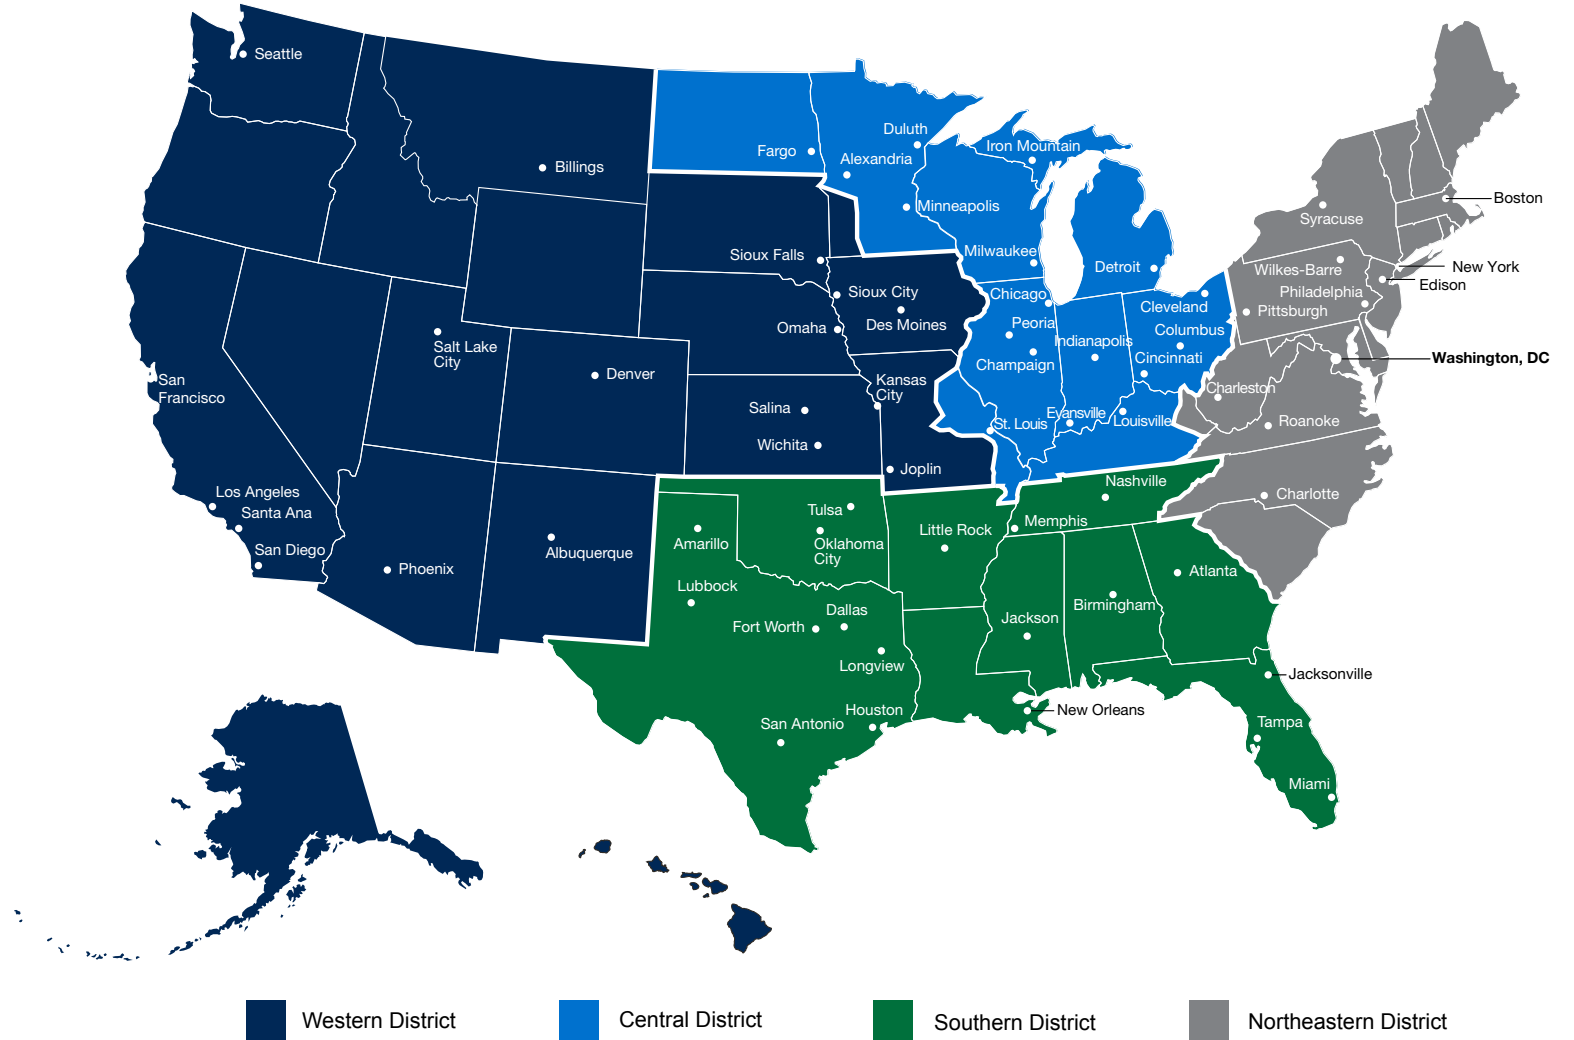 Seattle
Billings
Fargo
Duluth
Alexandria
Iron Mountain
Minneapolis
Boston
Syracuse
Sioux Falls
Milwaukee
Detroit
Wilkes-Barre
New York
Edison
Sioux City
Chicago
Philadelphia
Cleveland
Pittsburgh
Des Moines
Omaha
Peoria
Columbus
Indianapolis
Salt Lake
City
Champaign
Cincinnati
Washington, DC
Denver
San
Francisco
Kansas
City
Charleston
Salina
Evansville
St. Louis
Louisville
Roanoke
Wichita
Joplin
Nashville
Los Angeles
Charlotte
Santa Ana
Tulsa
Memphis
Little Rock
Amarillo
Oklahoma
City
San Diego
Albuquerque
Phoenix
Atlanta
Lubbock
Birmingham
Dallas
Fort Worth
Jackson
Longview
Jacksonville
Houston
New Orleans
San Antonio
Tampa
Miami
Western District
Central District
Southern District
Northeastern District